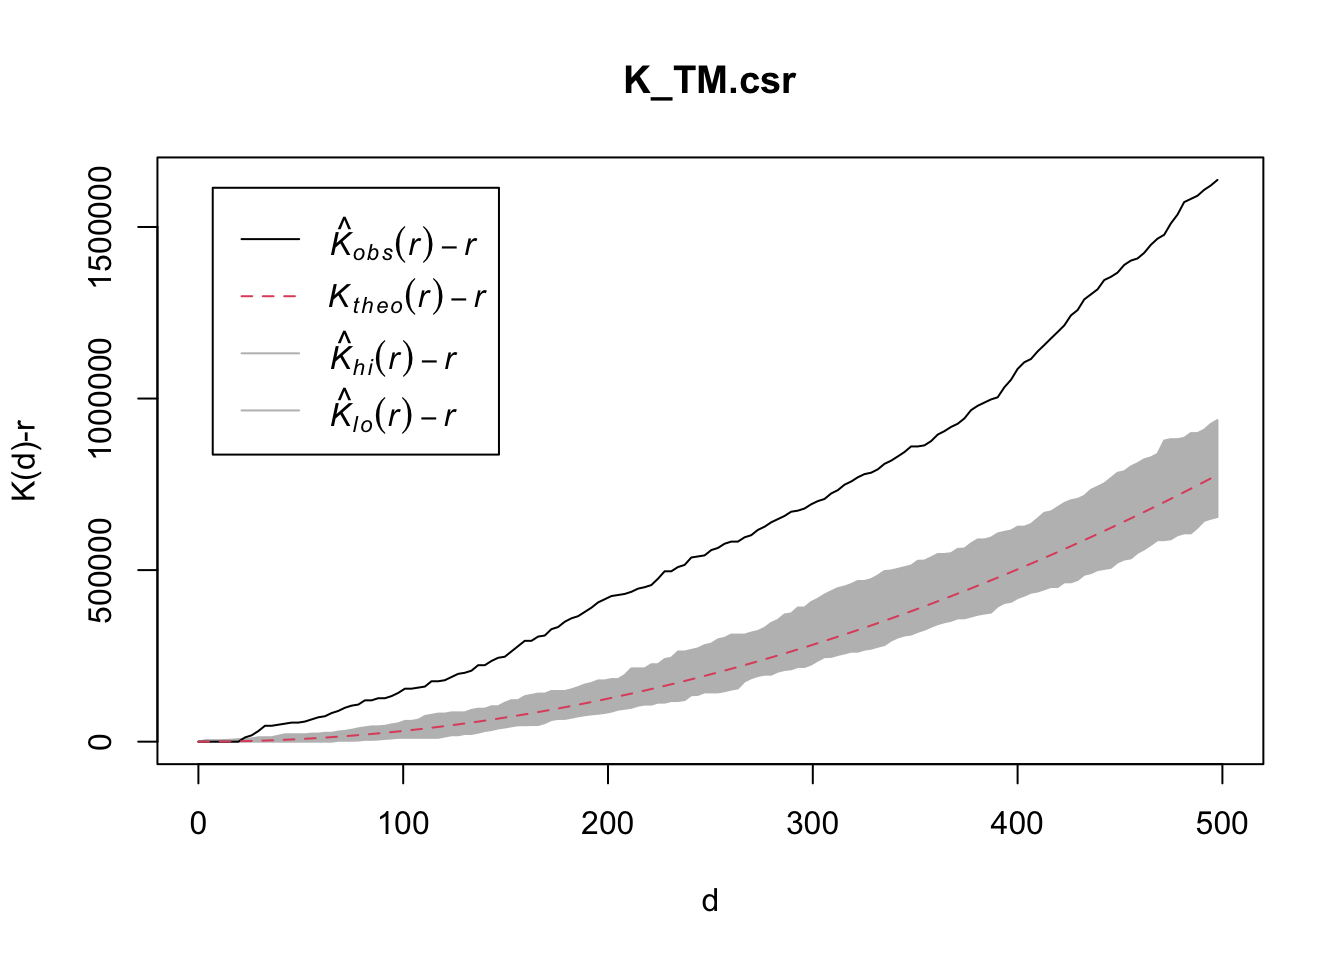 K_TM.csr
K̂obs(r) − r
Ktheo(r) − r
K̂hi(r) − r
K̂lo(r) − r
K(d)-r
0
500000
1000000
1500000
0 100 200 300 400 500
d